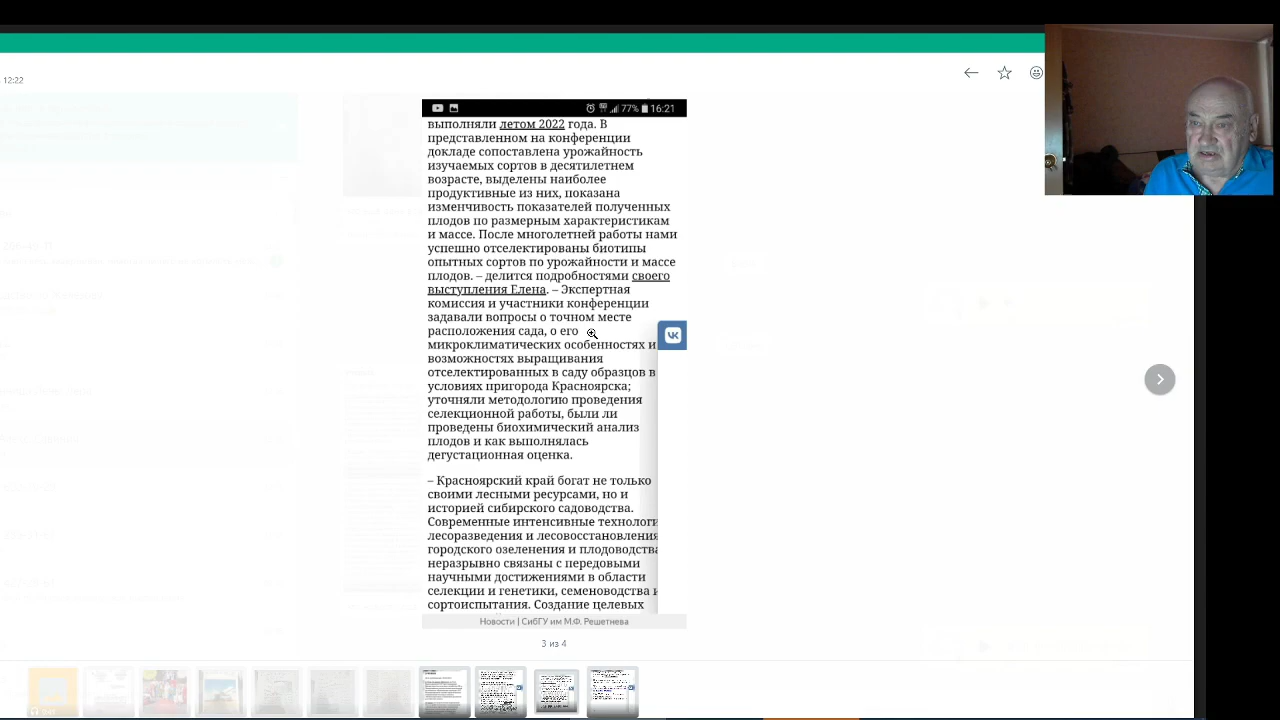 12:22
77% 16:21
выполняли летом 2022 года. В
представленном на конференции
докладе сопоставлена урожайность
изучаемых сортов в десятилетнем
возрасте, выделены наиболее
продуктивные из них, показана
изменчивость показателей полученных
плодов по размерным характеристикам
и массе. После многолетней работы нами
успешно отселектированы биотипы
опытных сортов по урожайности и массе
плодов. – делится подробностями своего
выступления Елена. – Экспертная
комиссия и участники конференции
задавали вопросы о точном месте
расположения сада, о его
микроклиматических особенностях и
возможностях выращивания
отселектированных в саду образцов в
условиях пригорода Красноярска;
уточняли методологию проведения
селекционной работы, были ли
проведены биохимический анализ
плодов и как выполнялась
дегустационная оценка.
– Красноярский край богат не только
своими лесными ресурсами, но и
историей сибирского садоводства.
Современные интенсивные технологи
лесоразведения и лесовосстановления
городского озеленения и плодоводства
неразрывно связаны с передовыми
научными достижениями в области
селекции и генетики, семеноводства и
сортоиспытания. Создание целевых
Новости | СибГУ им М.Ф. Решетнева
3 из 4